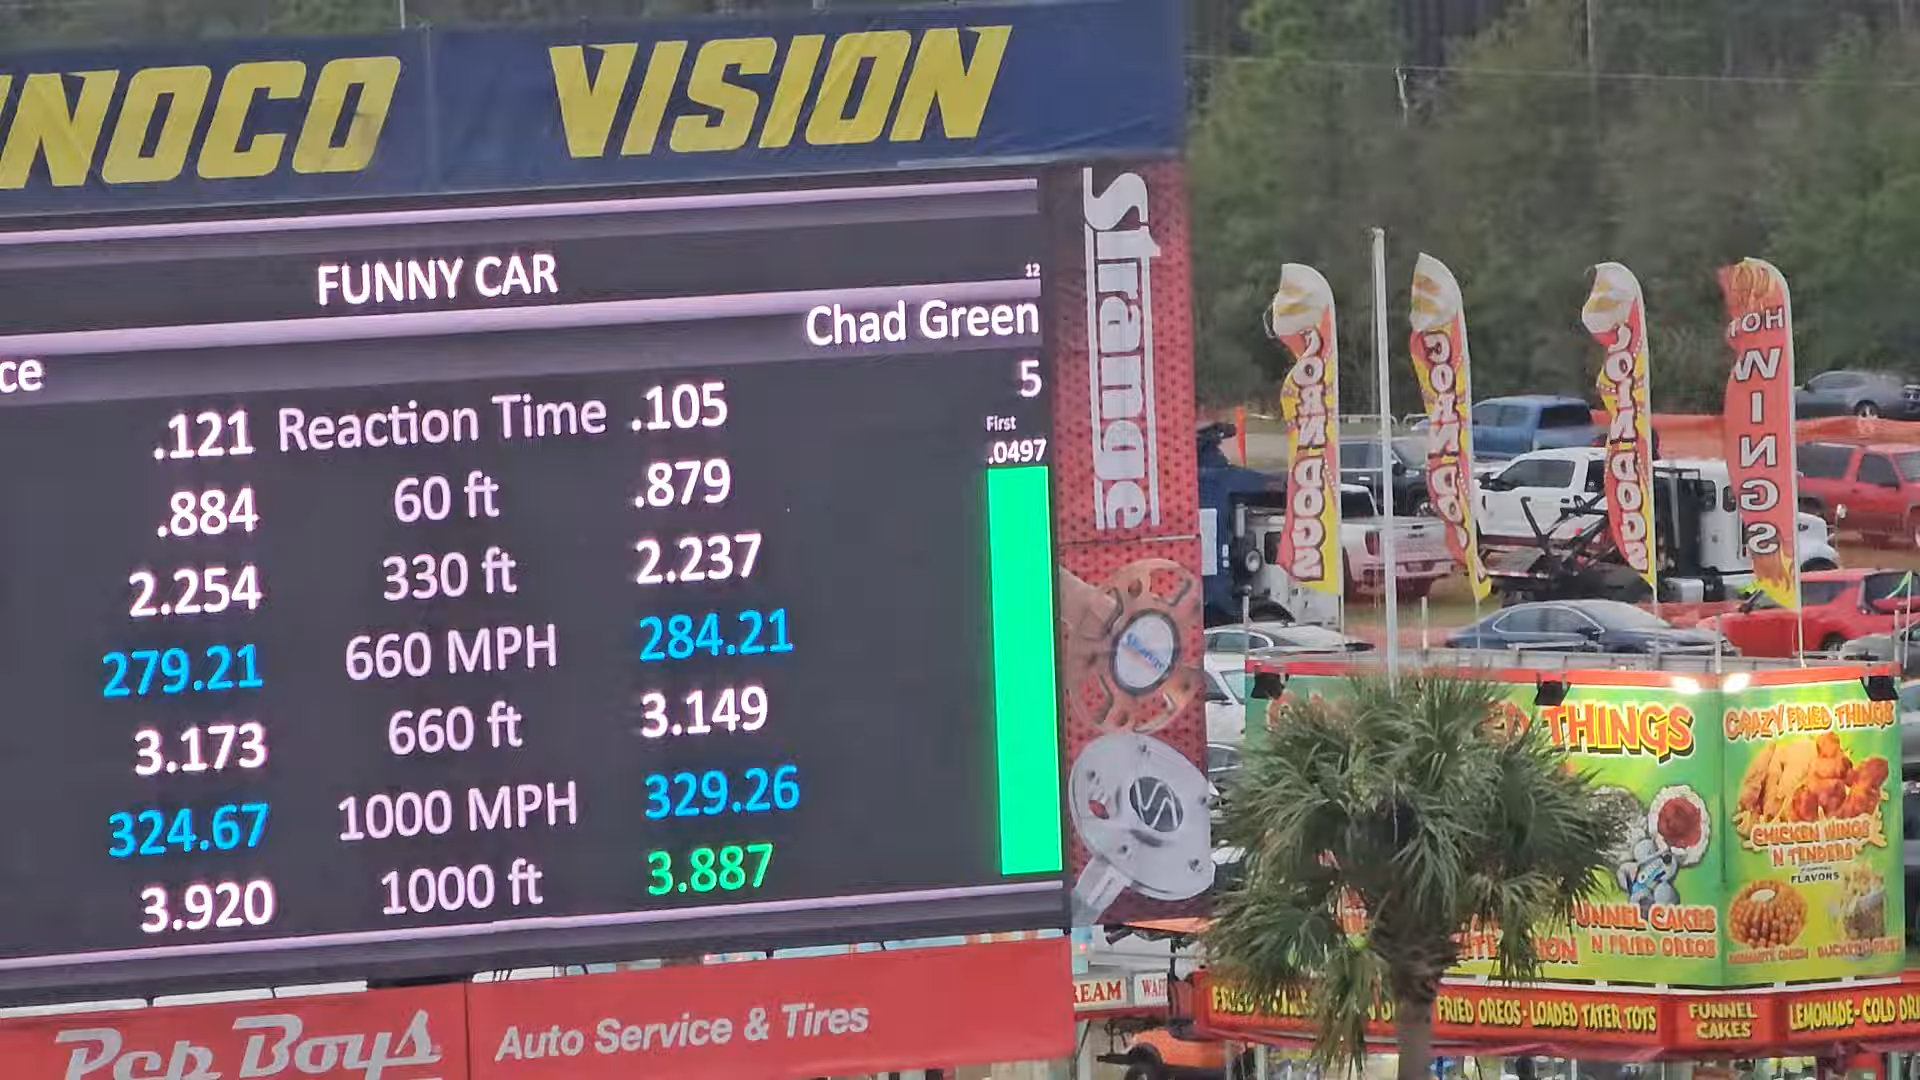 NOCO VISION
FUNNY CAR
12
ce
Chad Green
5
First
.0497
.121 Reaction Time .105
.884 60 ft .879
2.254 330 ft 2.237
279.21 660 MPH 284.21
3.173 660 ft 3.149
324.67 1000 MPH 329.26
3.920 1000 ft 3.887
Pep Boys Auto Service & Tires
Strange
CORN DOGS
CORN DOGS
CORN DOGS
HOT WINGS
THINGS
CRAZY FRIED THINGS
CHICKEN WINGS
N TENDERS
FLAVORS
FUNNEL CAKES
N FRIED OREOS
REAM
FRIED OREOS-LOADED TATER TOTS
FUNNEL CAKES
LEMONADE-COLD DRI